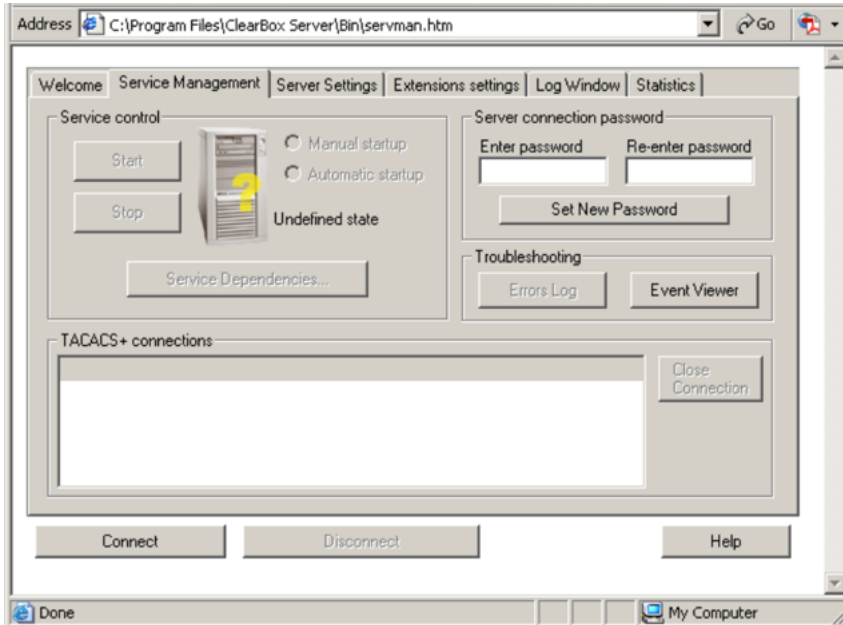 Address C:\Program Files\ClearBox Server\Bin\servman.htm Go
Welcome Service Management Server Settings Extensions settings Log Window Statistics
Service control
Start
Stop
Manual startup
Automatic startup
Undefined state
Service Dependencies...
Server connection password
Enter password Re-enter password
Set New Password
Troubleshooting
Errors Log Event Viewer
TACACS+ connections
Close
Connection
Connect Disconnect Help
Done My Computer